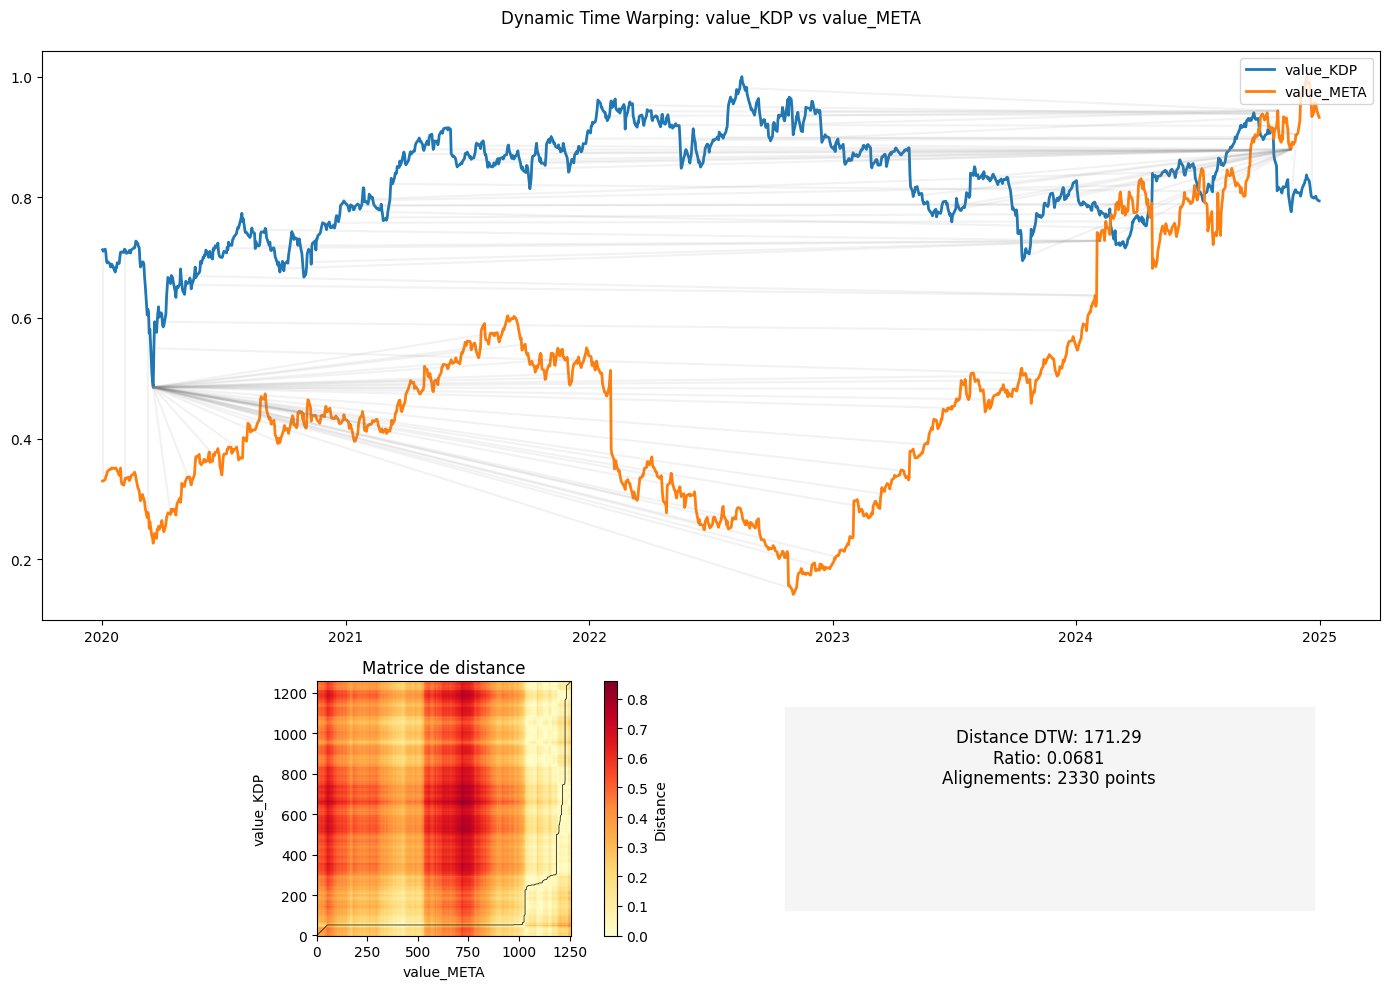 Dynamic Time Warping: value_KDP vs value_META
value_KDP
value_META
1.0
0.8
0.6
0.4
0.2
2020 2021 2022 2023 2024 2025
Matrice de distance
value_KDP
1200
1000
800
600
400
200
0
0 250 500 750 1000 1250
value_META
0.8
0.7
0.6
0.5
0.4
0.3
0.2
0.1
0.0
Distance
Distance DTW: 171.29
Ratio: 0.0681
Alignements: 2330 points